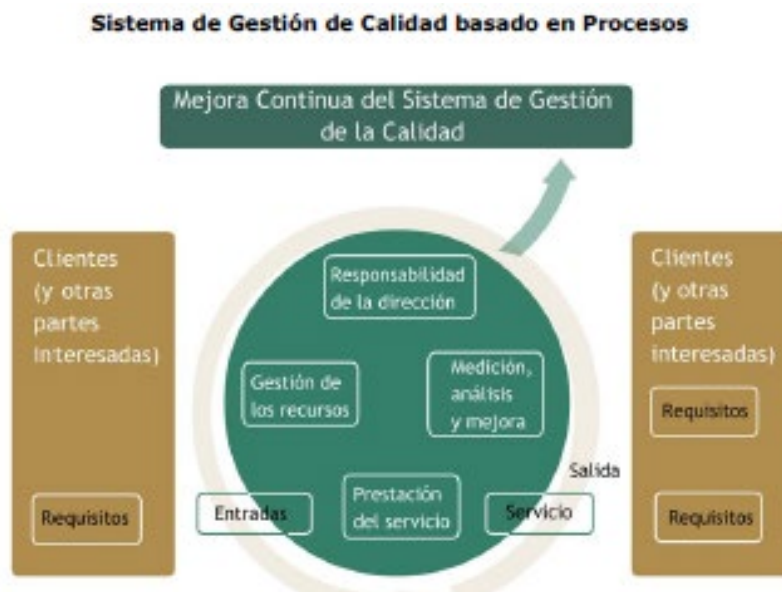 Sistema de Gestión de Calidad basado en Procesos
Mejora Continua del Sistema de Gestión
de la Calidad
Clientes
(y otras
partes
interesadas)
Requisitos
Responsabilidad
de la dirección
Gestión de
los recursos
Medición,
análisis
y mejora
Entradas
Prestación
del servicio
Servicio
Salida
Clientes
(y otras
partes
interesadas)
Requisitos
Requisitos